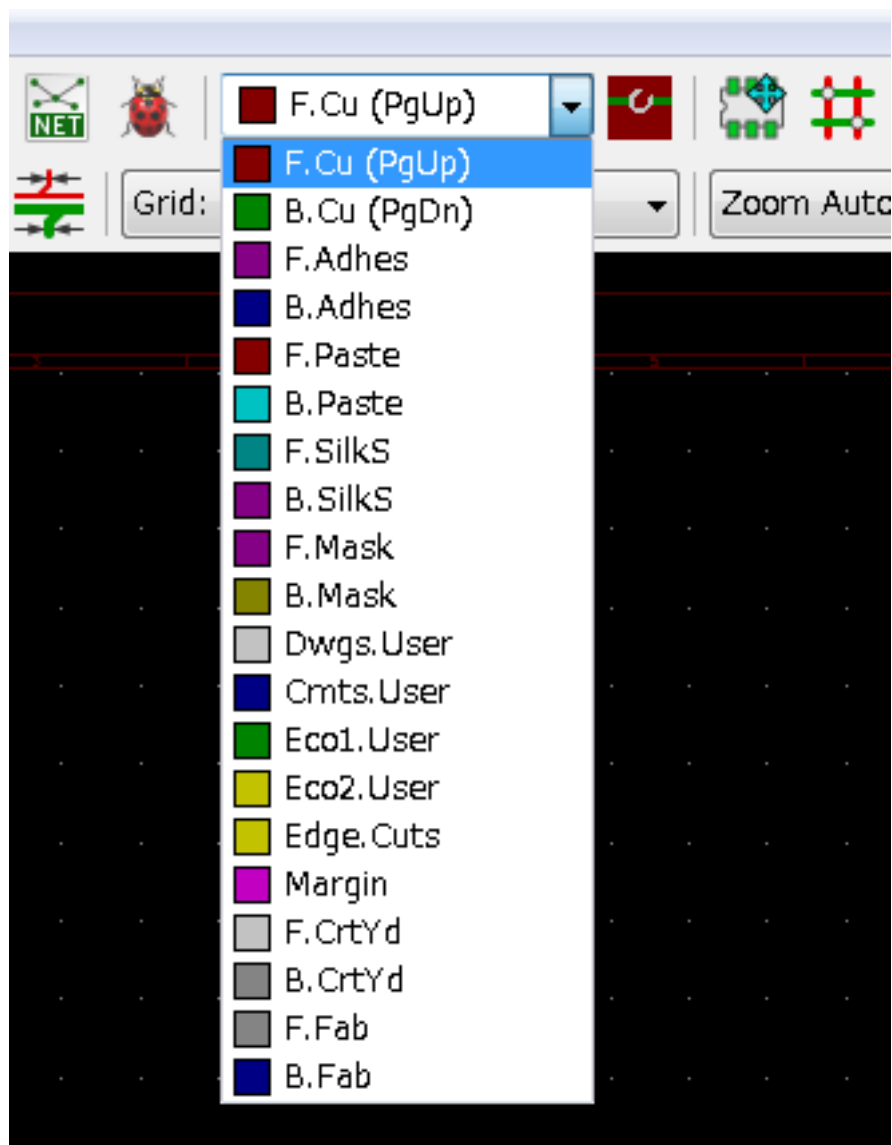 NET
F.Cu (PgUp)
F.Cu (PgUp)
Grid:
Zoom Auto
B.Cu (PgDn)
F.Adhes
B.Adhes
F.Paste
B.Paste
F.SilkS
B.SilkS
F.Mask
B.Mask
Dwgs.User
Cmts.User
Eco1.User
Eco2.User
Edge.Cuts
Margin
F.CrtYd
B.CrtYd
F.Fab
B.Fab